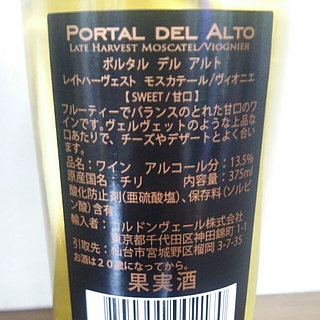 PORTAL DEL ALTO
LATE HARVEST MOSCATEL/VIOGNIER
ポルタル デル アルト
レイトハーヴェスト モスカテール/ヴィオニエ
【 SWEET / 甘口 】
フルーティーでバランスのとれた甘口のワ
インです。ヴェルヴェットのような上品な
口あたりで、チーズやデザートとよく合い
ます。
品名：ワイン アルコール分：13.5%
原産国名：チリ 内容量：375ml
酸化防止剤（亜硫酸塩）、保存料（ソルビ
ン酸）含有
輸入者：コルドンヴェール株式会社
東京都千代田区神田錦町 1-1
引取先：仙台市宮城野区榴岡 3-7-35
お酒は20歳になってから。
果実酒